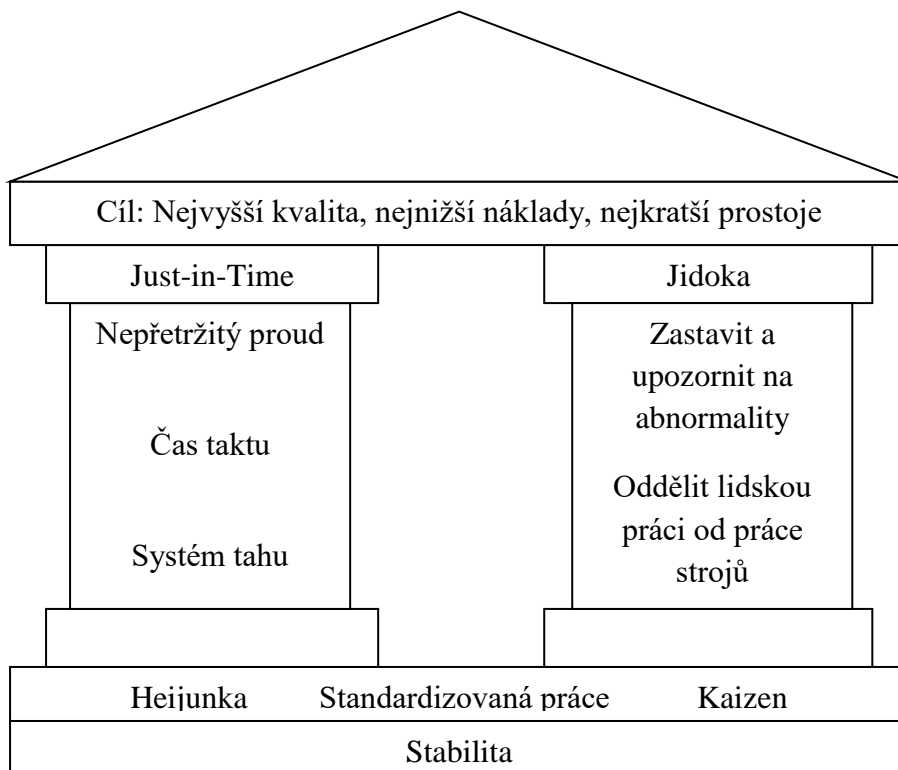 Cíl: Nejvyšší kvalita, nejnižší náklady, nejkratší prostoje
Just-in-Time
Nepřetržitý proud
Čas taktu
Systém tahu
Jidoka
Zastavit a
upozornit na
abnormality
Oddělit lidskou
práci od práce
strojů
Heijunka Standardizovaná práce Kaizen
Stabilita